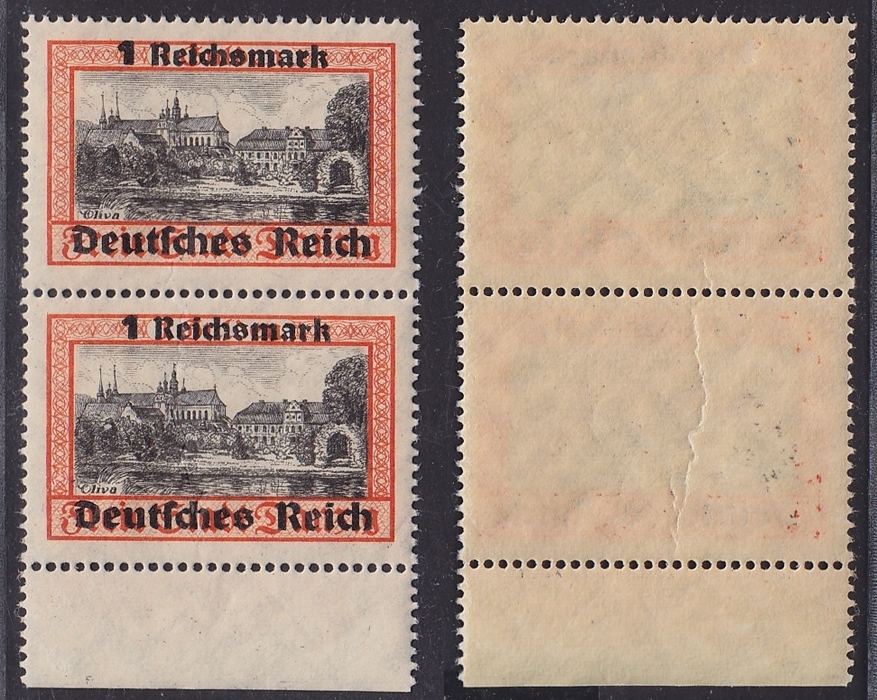 1 Reichsmark
Oliva
Deutſches Reich
1 Reichsmark
Oliva
Deutſches Reich